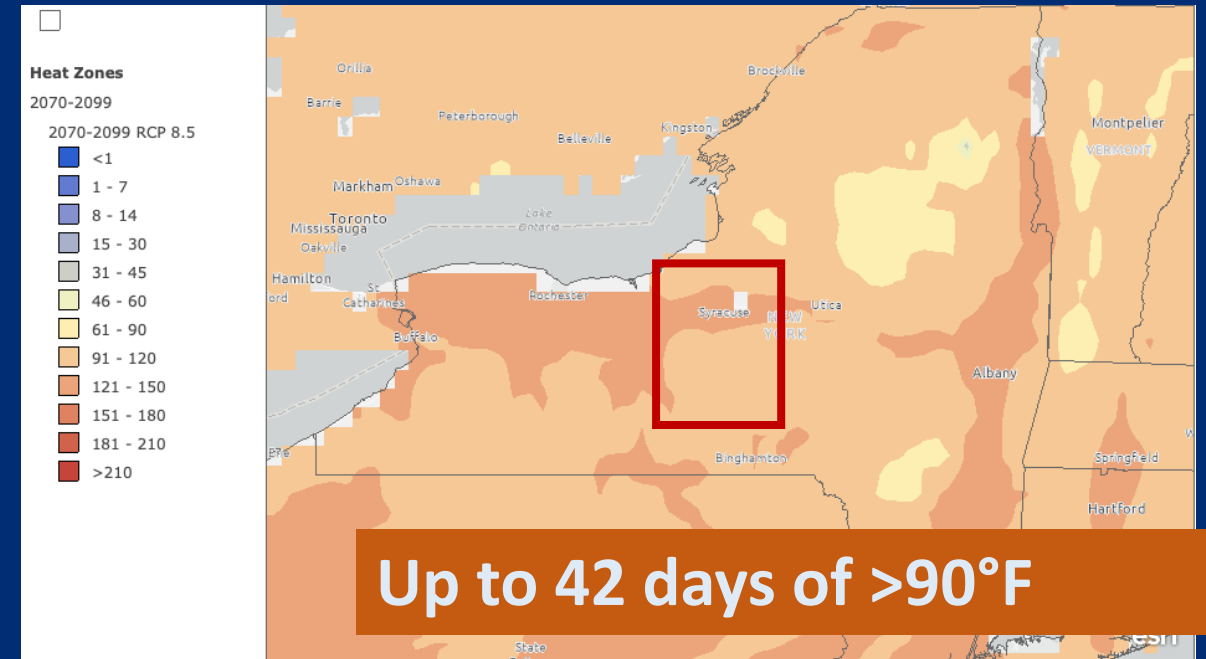 Heat Zones
2070-2099
2070-2099 RCP 8.5
<1
1 - 7
8 - 14
15 - 30
31 - 45
46 - 60
61 - 90
91 - 120
121 - 150
151 - 180
181 - 210
>210
Orillia
Brockville
Barrie
Peterborough
Montpelier
Kingston
Belleville
VERMONT
Markham
Oshawa
Lake
Ontario
Toronto
Mississauga
Oakville
Hamilton
St
Catharines
Rochester
Syracuse
Utica
NEW
YORK
Buffalo
Albany
Binghamton
Springfield
Hartford
Up to 42 days of >90°F
State
esri